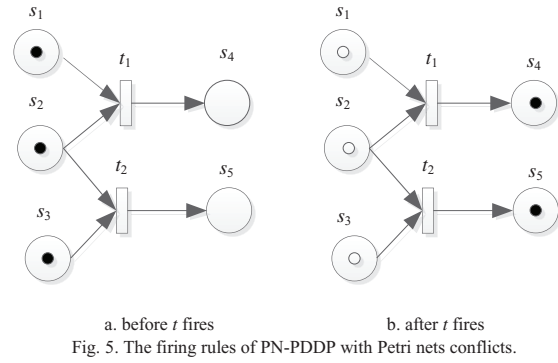 s1
t1
s4
s2
t2
s5
s3
a. before t fires
s1
t1
s4
s2
t2
s5
s3
b. after t fires
Fig. 5. The firing rules of PN-PDDP with Petri nets conflicts.